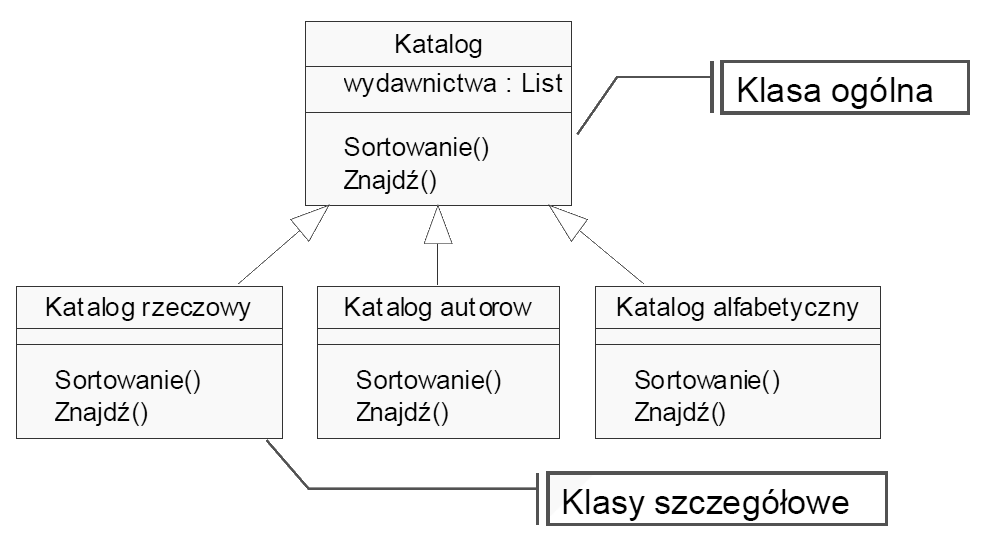 Katalog
wydawnictwa : List
Sortowanie()
Znajdź()
Klasa ogólna
Katalog rzeczowy
Sortowanie()
Znajdź()
Katalog autorow
Sortowanie()
Znajdź()
Katalog alfabetyczny
Sortowanie()
Znajdź()
Klasy szczegółowe